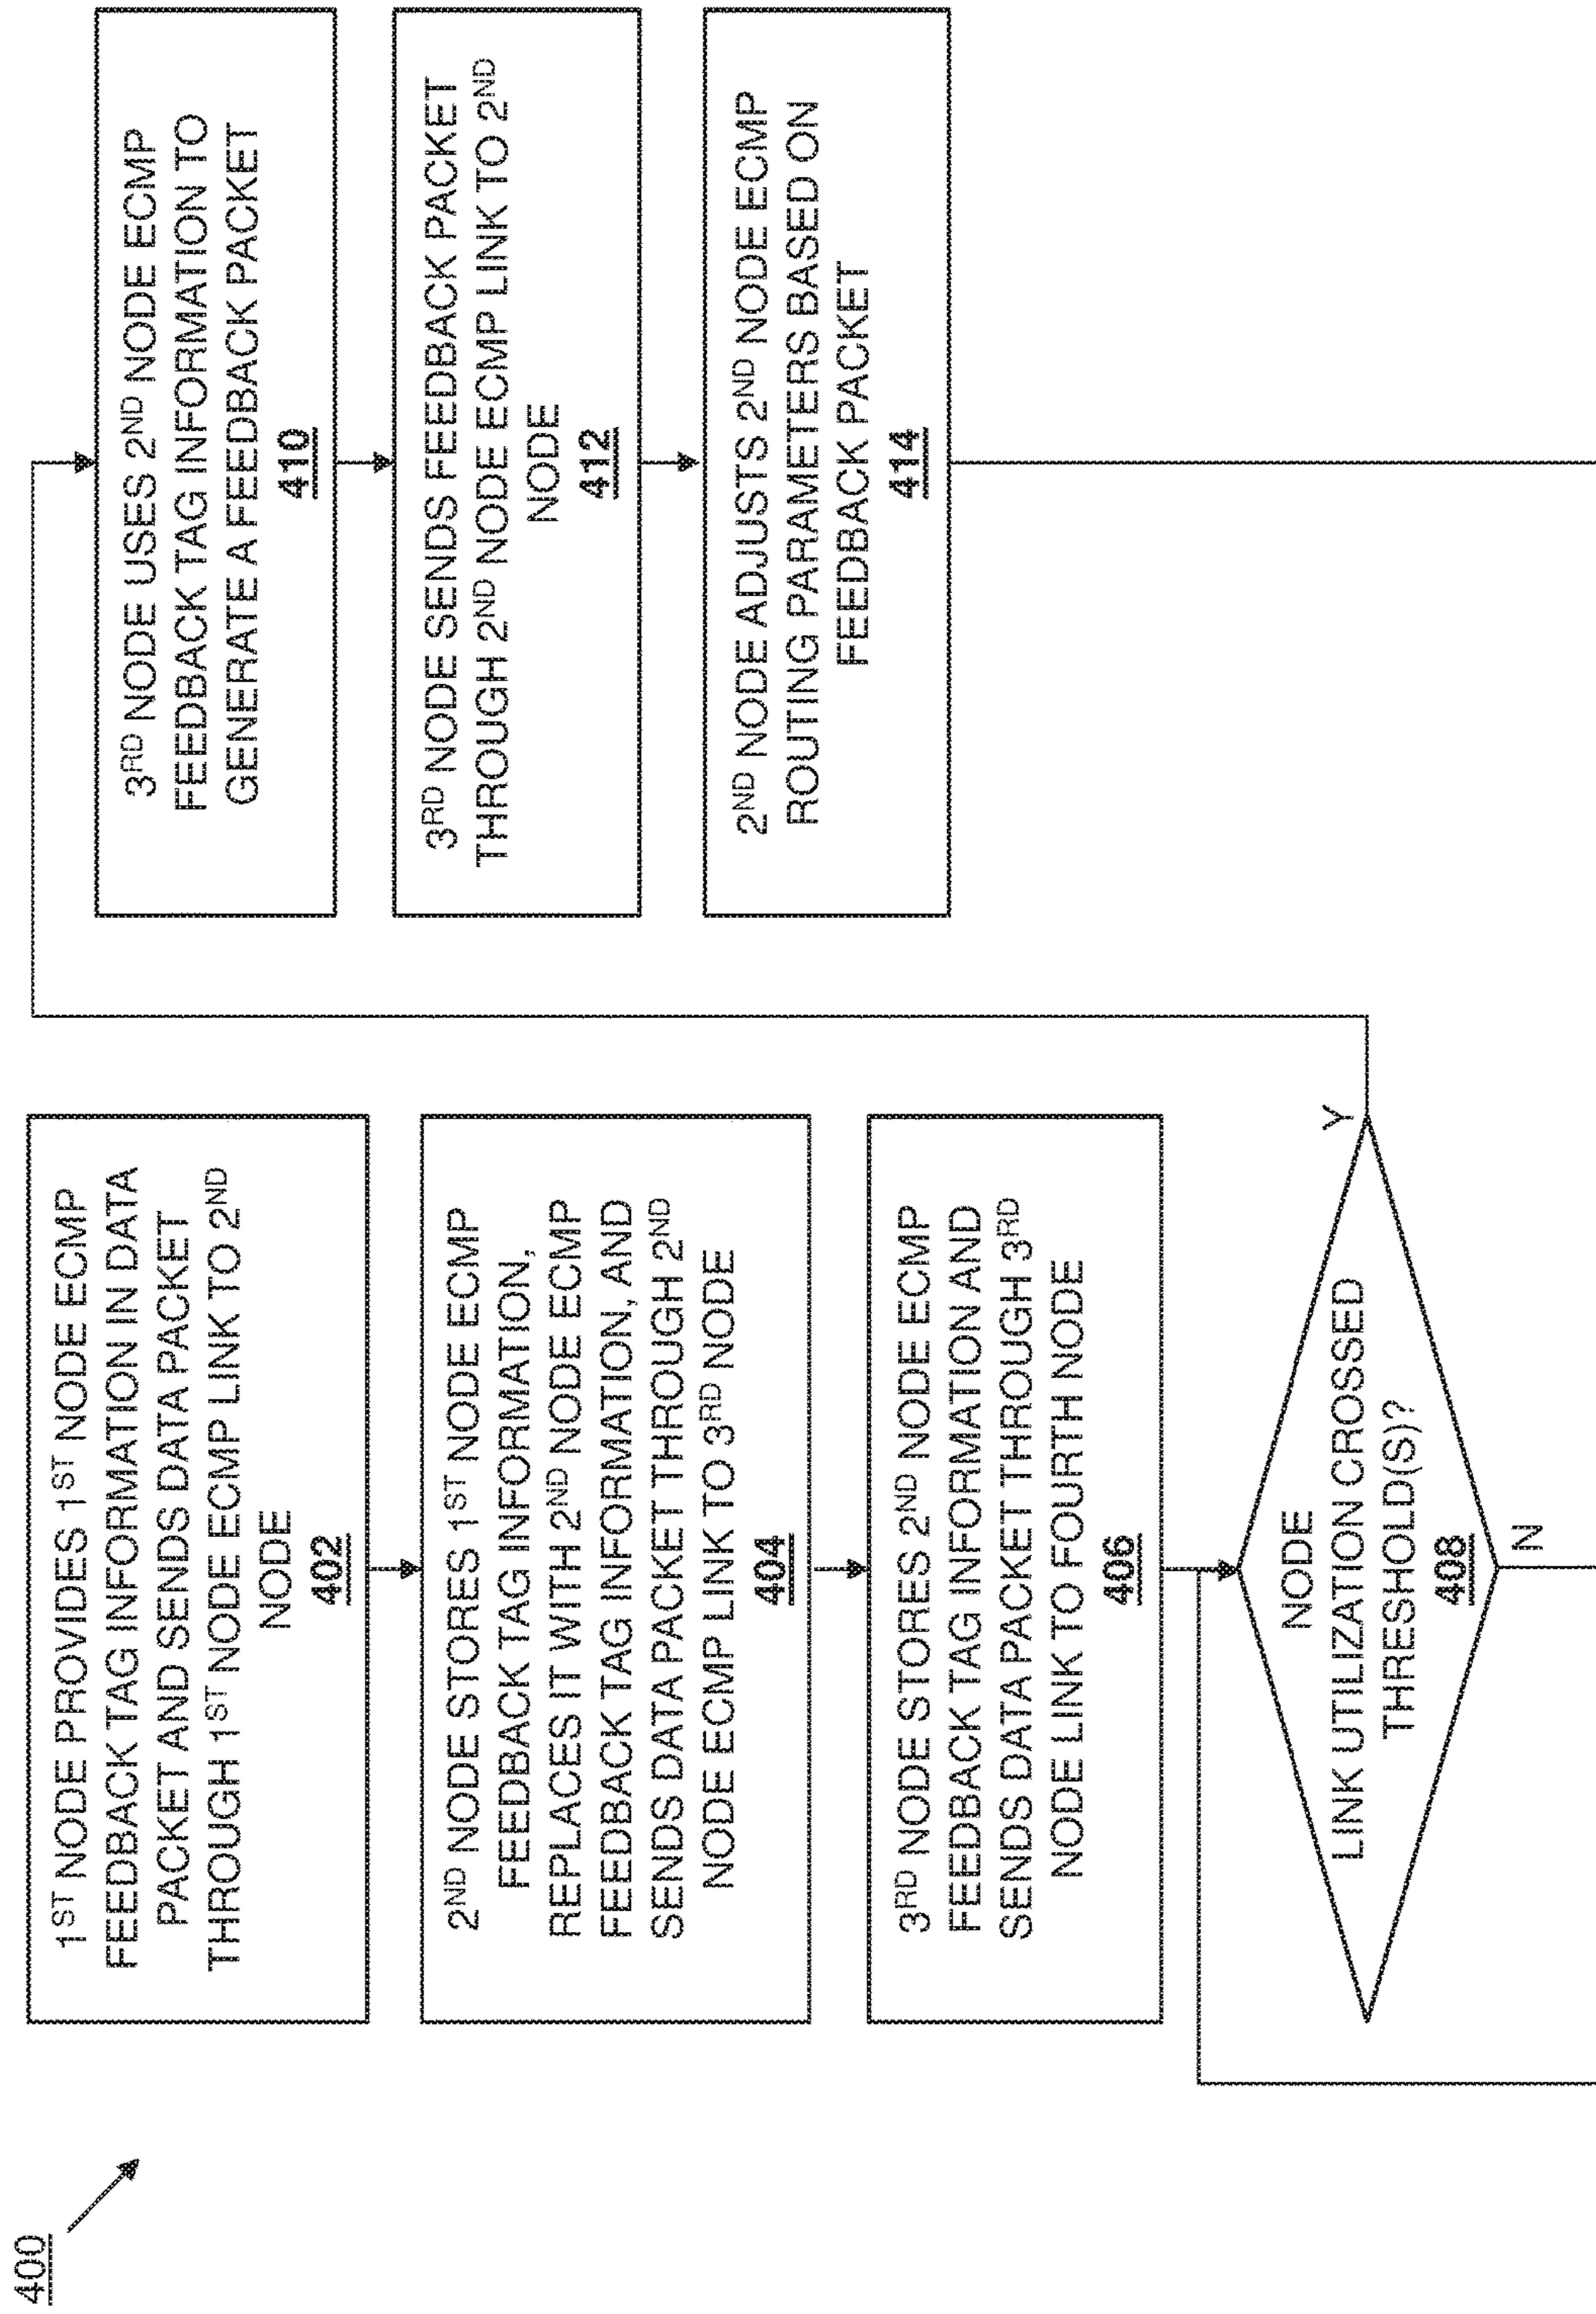 400
1ST NODE PROVIDES 1ST NODE ECMP
FEEDBACK TAG INFORMATION IN DATA
PACKET AND SENDS DATA PACKET
THROUGH 1ST NODE ECMP LINK TO 2ND
NODE
402
2ND NODE STORES 1ST NODE ECMP
FEEDBACK TAG INFORMATION,
REPLACES IT WITH 2ND NODE ECMP
FEEDBACK TAG INFORMATION, AND
SENDS DATA PACKET THROUGH 2ND
NODE ECMP LINK TO 3RD NODE
404
3RD NODE STORES 2ND NODE ECMP
FEEDBACK TAG INFORMATION AND
SENDS DATA PACKET THROUGH 3RD
NODE LINK TO FOURTH NODE
406
NODE
LINK UTILIZATION CROSSED
THRESHOLD(S)?
408
Y
N
3RD NODE USES 2ND NODE ECMP
FEEDBACK TAG INFORMATION TO
GENERATE A FEEDBACK PACKET
410
3RD NODE SENDS FEEDBACK PACKET
THROUGH 2ND NODE ECMP LINK TO 2ND
NODE
412
2ND NODE ADJUSTS 2ND NODE ECMP
ROUTING PARAMETERS BASED ON
FEEDBACK PACKET
414